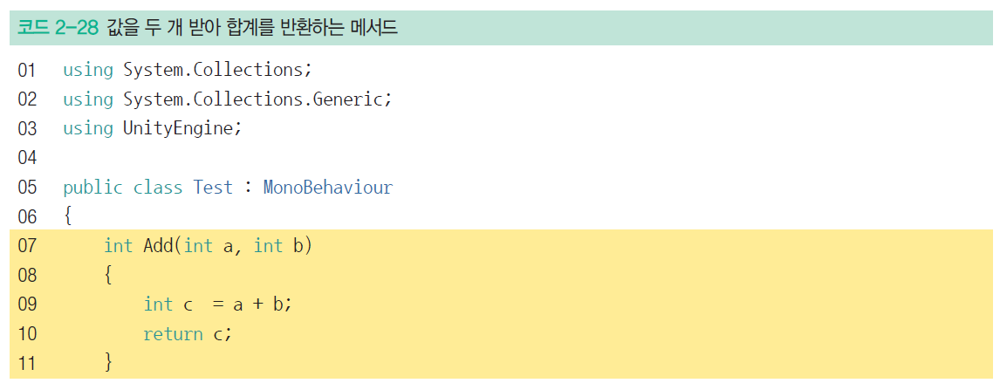 코드 2-28 값을 두 개 받아 합계를 반환하는 메서드
01 using System.Collections;
02 using System.Collections.Generic;
03 using UnityEngine;
04
05 public class Test : MonoBehaviour
06 {
07     int Add(int a, int b)
08     {
09         int c  = a + b;
10         return c;
11     }